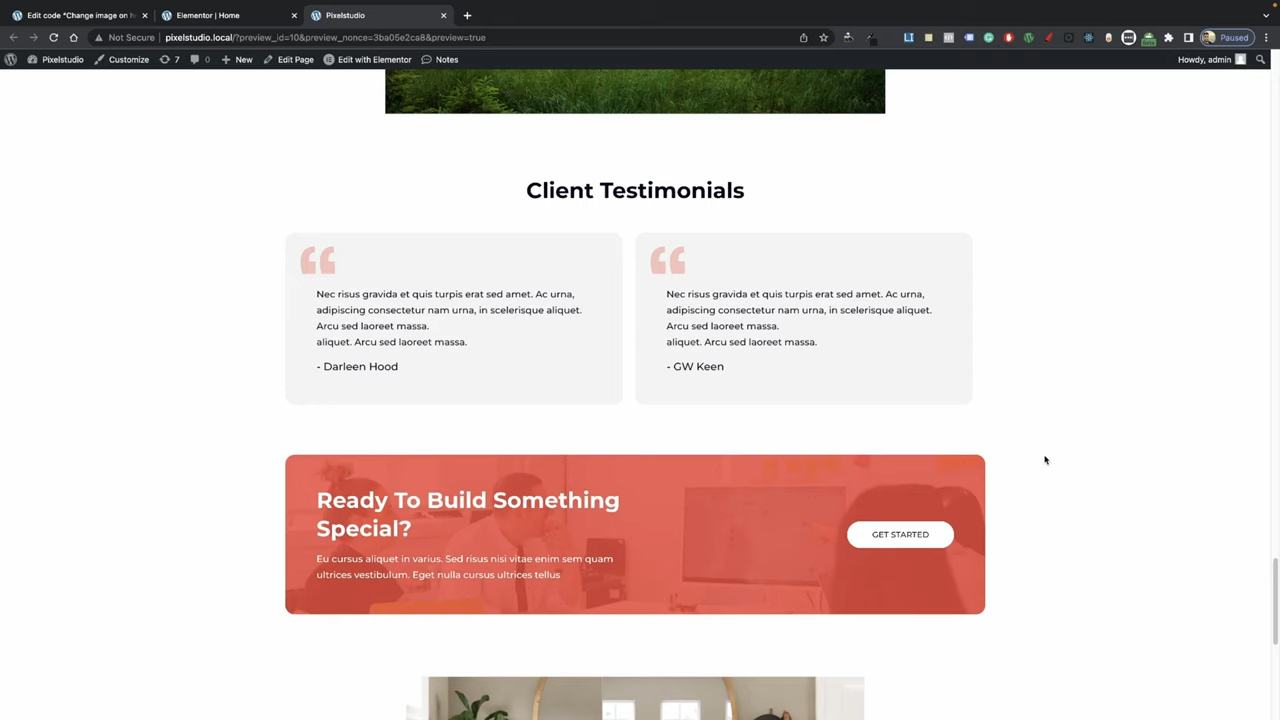 Edit code "Change image on h
Elementor | Home
Pixelstudio
Not Secure
pixelstudio.local/?preview_id=10&preview_nonce=3ba05e2ca8&preview=true
Paused
Pixelstudio
Customize
7
0
New
Edit Page
Edit with Elementor
Notes
Howdy, admin
Client Testimonials
Nec risus gravida et quis turpis erat sed amet. Ac urna,
adipiscing consectetur nam urna, in scelerisque aliquet.
Arcu sed laoreet massa.
aliquet. Arcu sed laoreet massa.
- Darleen Hood
Nec risus gravida et quis turpis erat sed amet. Ac urna,
adipiscing consectetur nam urna, in scelerisque aliquet.
Arcu sed laoreet massa.
aliquet. Arcu sed laoreet massa.
- GW Keen
Ready To Build Something
Special?
Eu cursus aliquet in varius. Sed risus nisi vitae enim sem quam
ultrices vestibulum. Eget nulla cursus ultrices tellus
GET STARTED